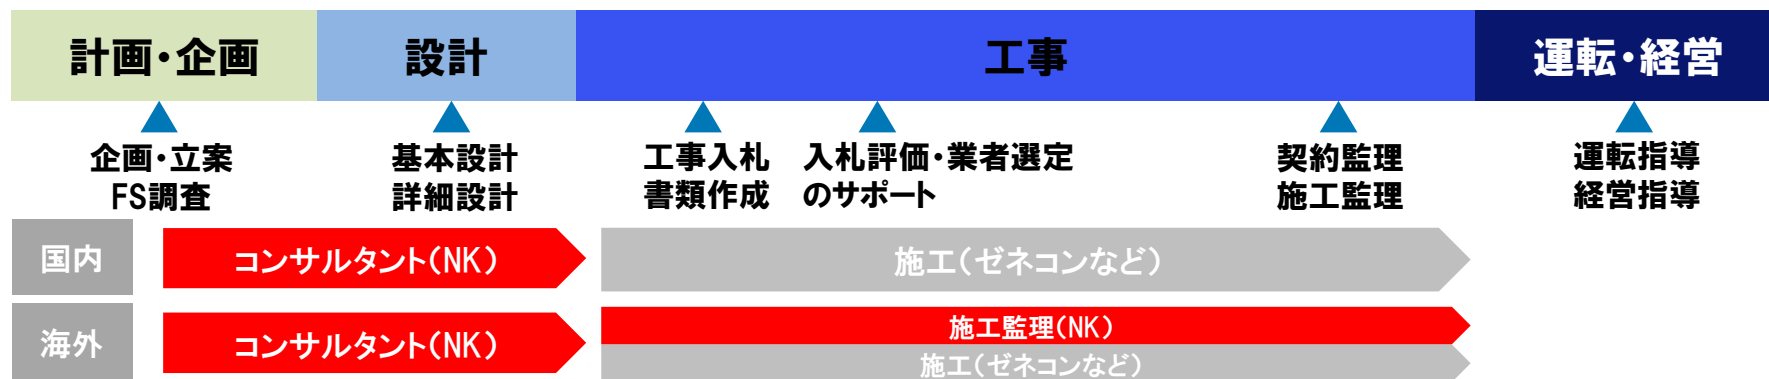 計画・企画
設計
工事
運転・経営
企画・立案
FS調査
基本設計
詳細設計
工事入札
書類作成
入札評価・業者選定
のサポート
契約監理
施工監理
運転指導
経営指導
国内
コンサルタント(NK)
施工(ゼネコンなど)
海外
コンサルタント(NK)
施工監理(NK)
施工(ゼネコンなど)